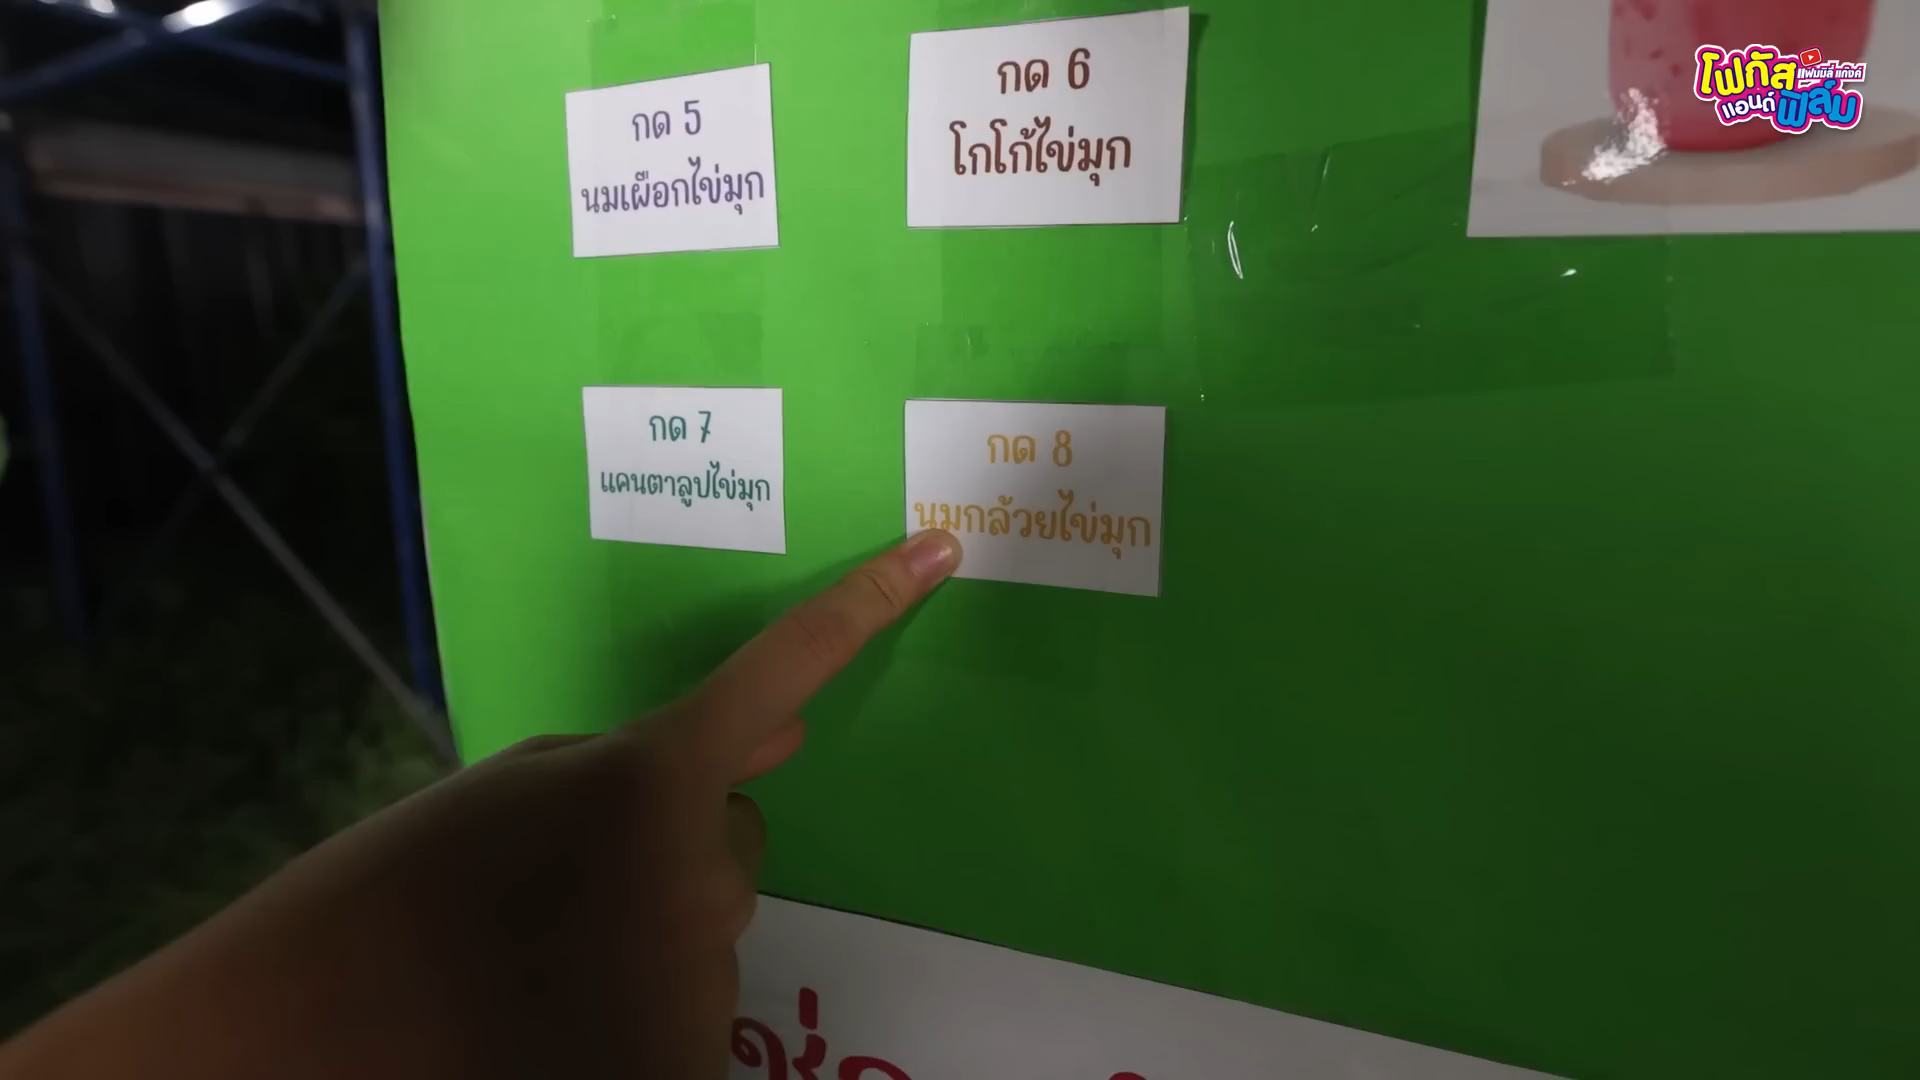 กด 5
นมเผือกไข่มุก
กด 6
โกโก้ไข่มุก
กด 7
แคนตาลูปไข่มุก
กด 8
นมกล้วยไข่มุก
โฟกัส
แฟมิลี่ แก๊งค์
แอนด์ ฟิล์ม